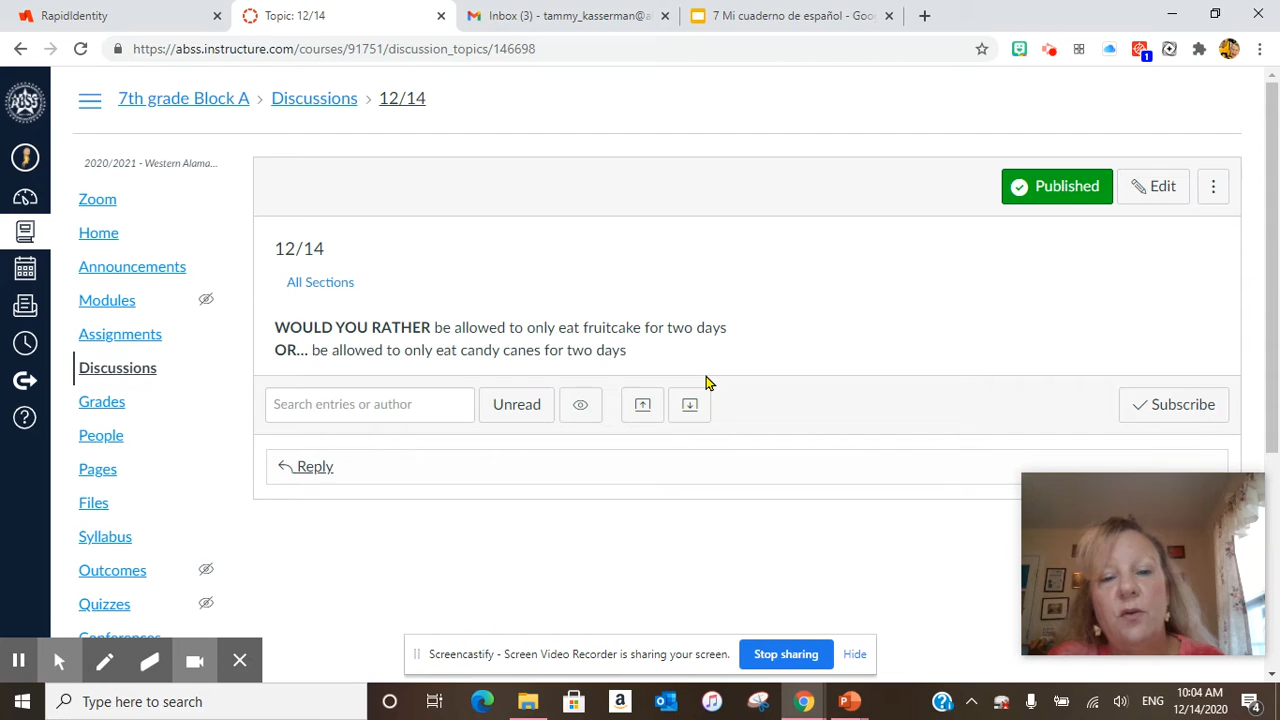 RapidIdentity
Topic: 12/14
Inbox (3) - tammy_kasserman@a
7 Mi cuaderno de español - Goo
https://abss.instructure.com/courses/91751/discussion_topics/146698
1
ABSS
7th grade Block A > Discussions > 12/14
2020/2021 - Western Alama...
Zoom
Home
Announcements
Modules
Assignments
Discussions
Grades
People
Pages
Files
Syllabus
Outcomes
Quizzes
Conferences
Published
Edit
12/14
All Sections
WOULD YOU RATHER be allowed to only eat fruitcake for two days
OR... be allowed to only eat candy canes for two days
Search entries or author
Unread
Subscribe
Reply
Screencastify - Screen Video Recorder is sharing your screen.
Stop sharing
Hide
Type here to search
ENG
10:04 AM
12/14/2020
4